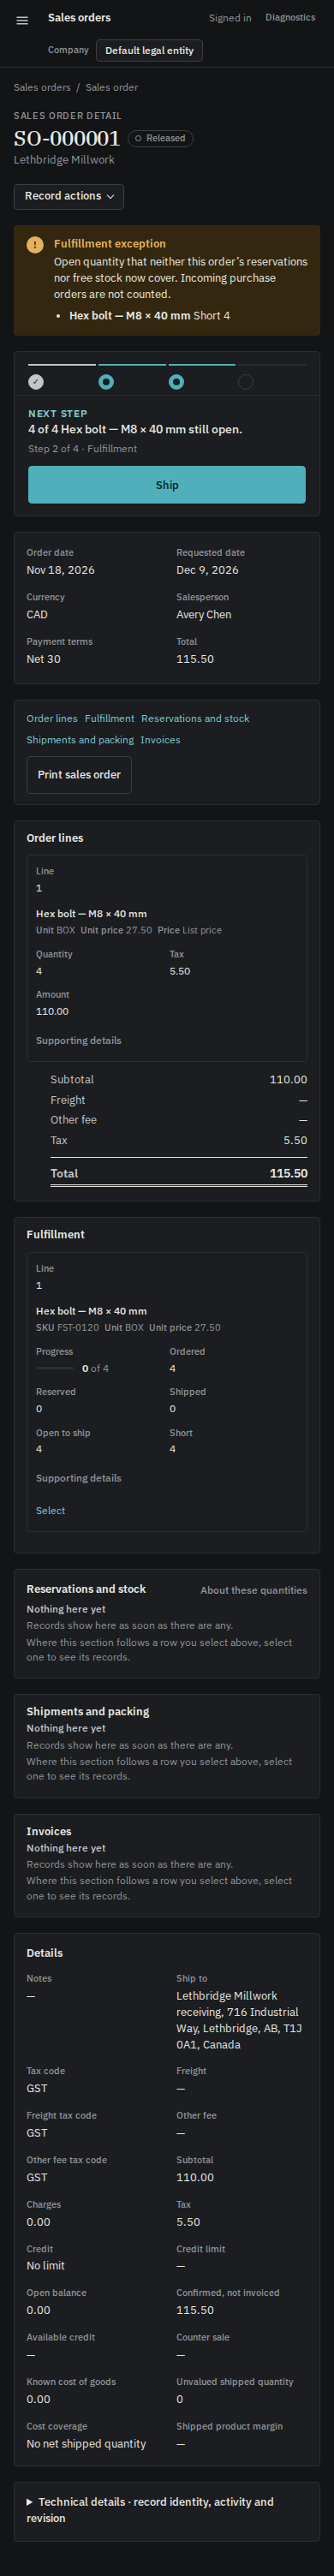 Sales orders
Signed in
Diagnostics
Company
Default legal entity
Sales orders / Sales order
SALES ORDER DETAIL
SO-000001
Released
Lethbridge Millwork
Record actions
Fulfillment exception
Open quantity that neither this order's reservations
nor free stock now cover. Incoming purchase
orders are not counted.
• Hex bolt — M8 × 40 mm Short 4
NEXT STEP
4 of 4 Hex bolt — M8 × 40 mm still open.
Step 2 of 4 · Fulfillment
Ship
Order date
Requested date
Nov 18, 2026
Dec 9, 2026
Currency
Salesperson
CAD
Avery Chen
Payment terms
Total
Net 30
115.50
Order lines Fulfillment Reservations and stock
Shipments and packing Invoices
Print sales order
Order lines
Line
1
Hex bolt — M8 × 40 mm
Unit BOX Unit price 27.50 Price List price
Quantity
Tax
4
5.50
Amount
110.00
Supporting details
Subtotal 110.00
Freight —
Other fee —
Tax 5.50
Total 115.50
Fulfillment
Line
1
Hex bolt — M8 × 40 mm
SKU FST-0120 Unit BOX Unit price 27.50
Progress
Ordered
0 of 4
4
Reserved
Shipped
0
0
Open to ship
Short
4
4
Supporting details
Select
Reservations and stock
About these quantities
Nothing here yet
Records show here as soon as there are any.
Where this section follows a row you select above, select
one to see its records.
Shipments and packing
Nothing here yet
Records show here as soon as there are any.
Where this section follows a row you select above, select
one to see its records.
Invoices
Nothing here yet
Records show here as soon as there are any.
Where this section follows a row you select above, select
one to see its records.
Details
Notes
Ship to
—
Lethbridge Millwork
receiving, 716 Industrial
Way, Lethbridge, AB, T1J
0A1, Canada
Tax code
Freight
GST
—
Freight tax code
Other fee
GST
—
Other fee tax code
Subtotal
GST
110.00
Charges
Tax
0.00
5.50
Credit
Credit limit
No limit
—
Open balance
Confirmed, not invoiced
0.00
115.50
Available credit
Counter sale
—
—
Known cost of goods
Unvalued shipped quantity
0.00
0
Cost coverage
Shipped product margin
No net shipped quantity
—
Technical details · record identity, activity and
revision